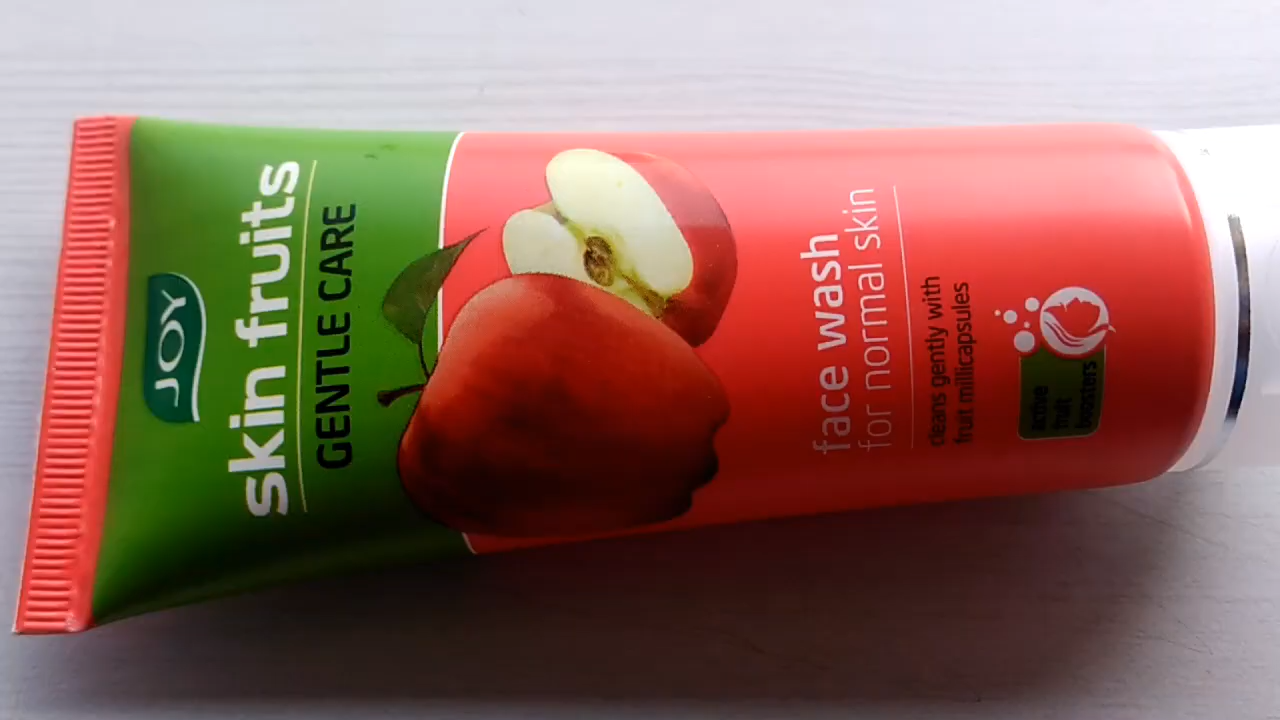 JOY
skin fruits
GENTLE CARE
face wash
for normal skin
cleans gently with
fruit millicapsules
active
fruit
boosters